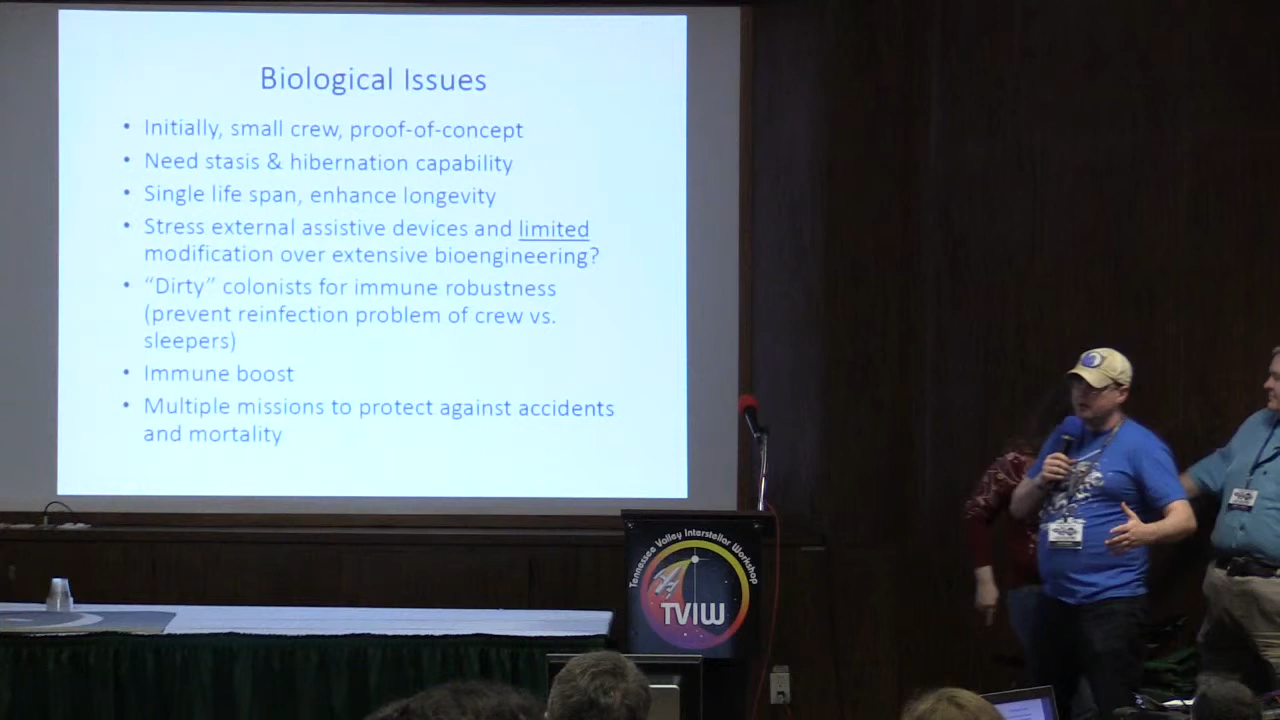 Biological Issues
• Initially, small crew, proof-of-concept
• Need stasis & hibernation capability
• Single life span, enhance longevity
• Stress external assistive devices and limited
modification over extensive bioengineering?
• “Dirty” colonists for immune robustness
(prevent reinfection problem of crew vs.
sleepers)
• Immune boost
• Multiple missions to protect against accidents
and mortality
Tennessee Valley Interstellar Workshop
TVIW